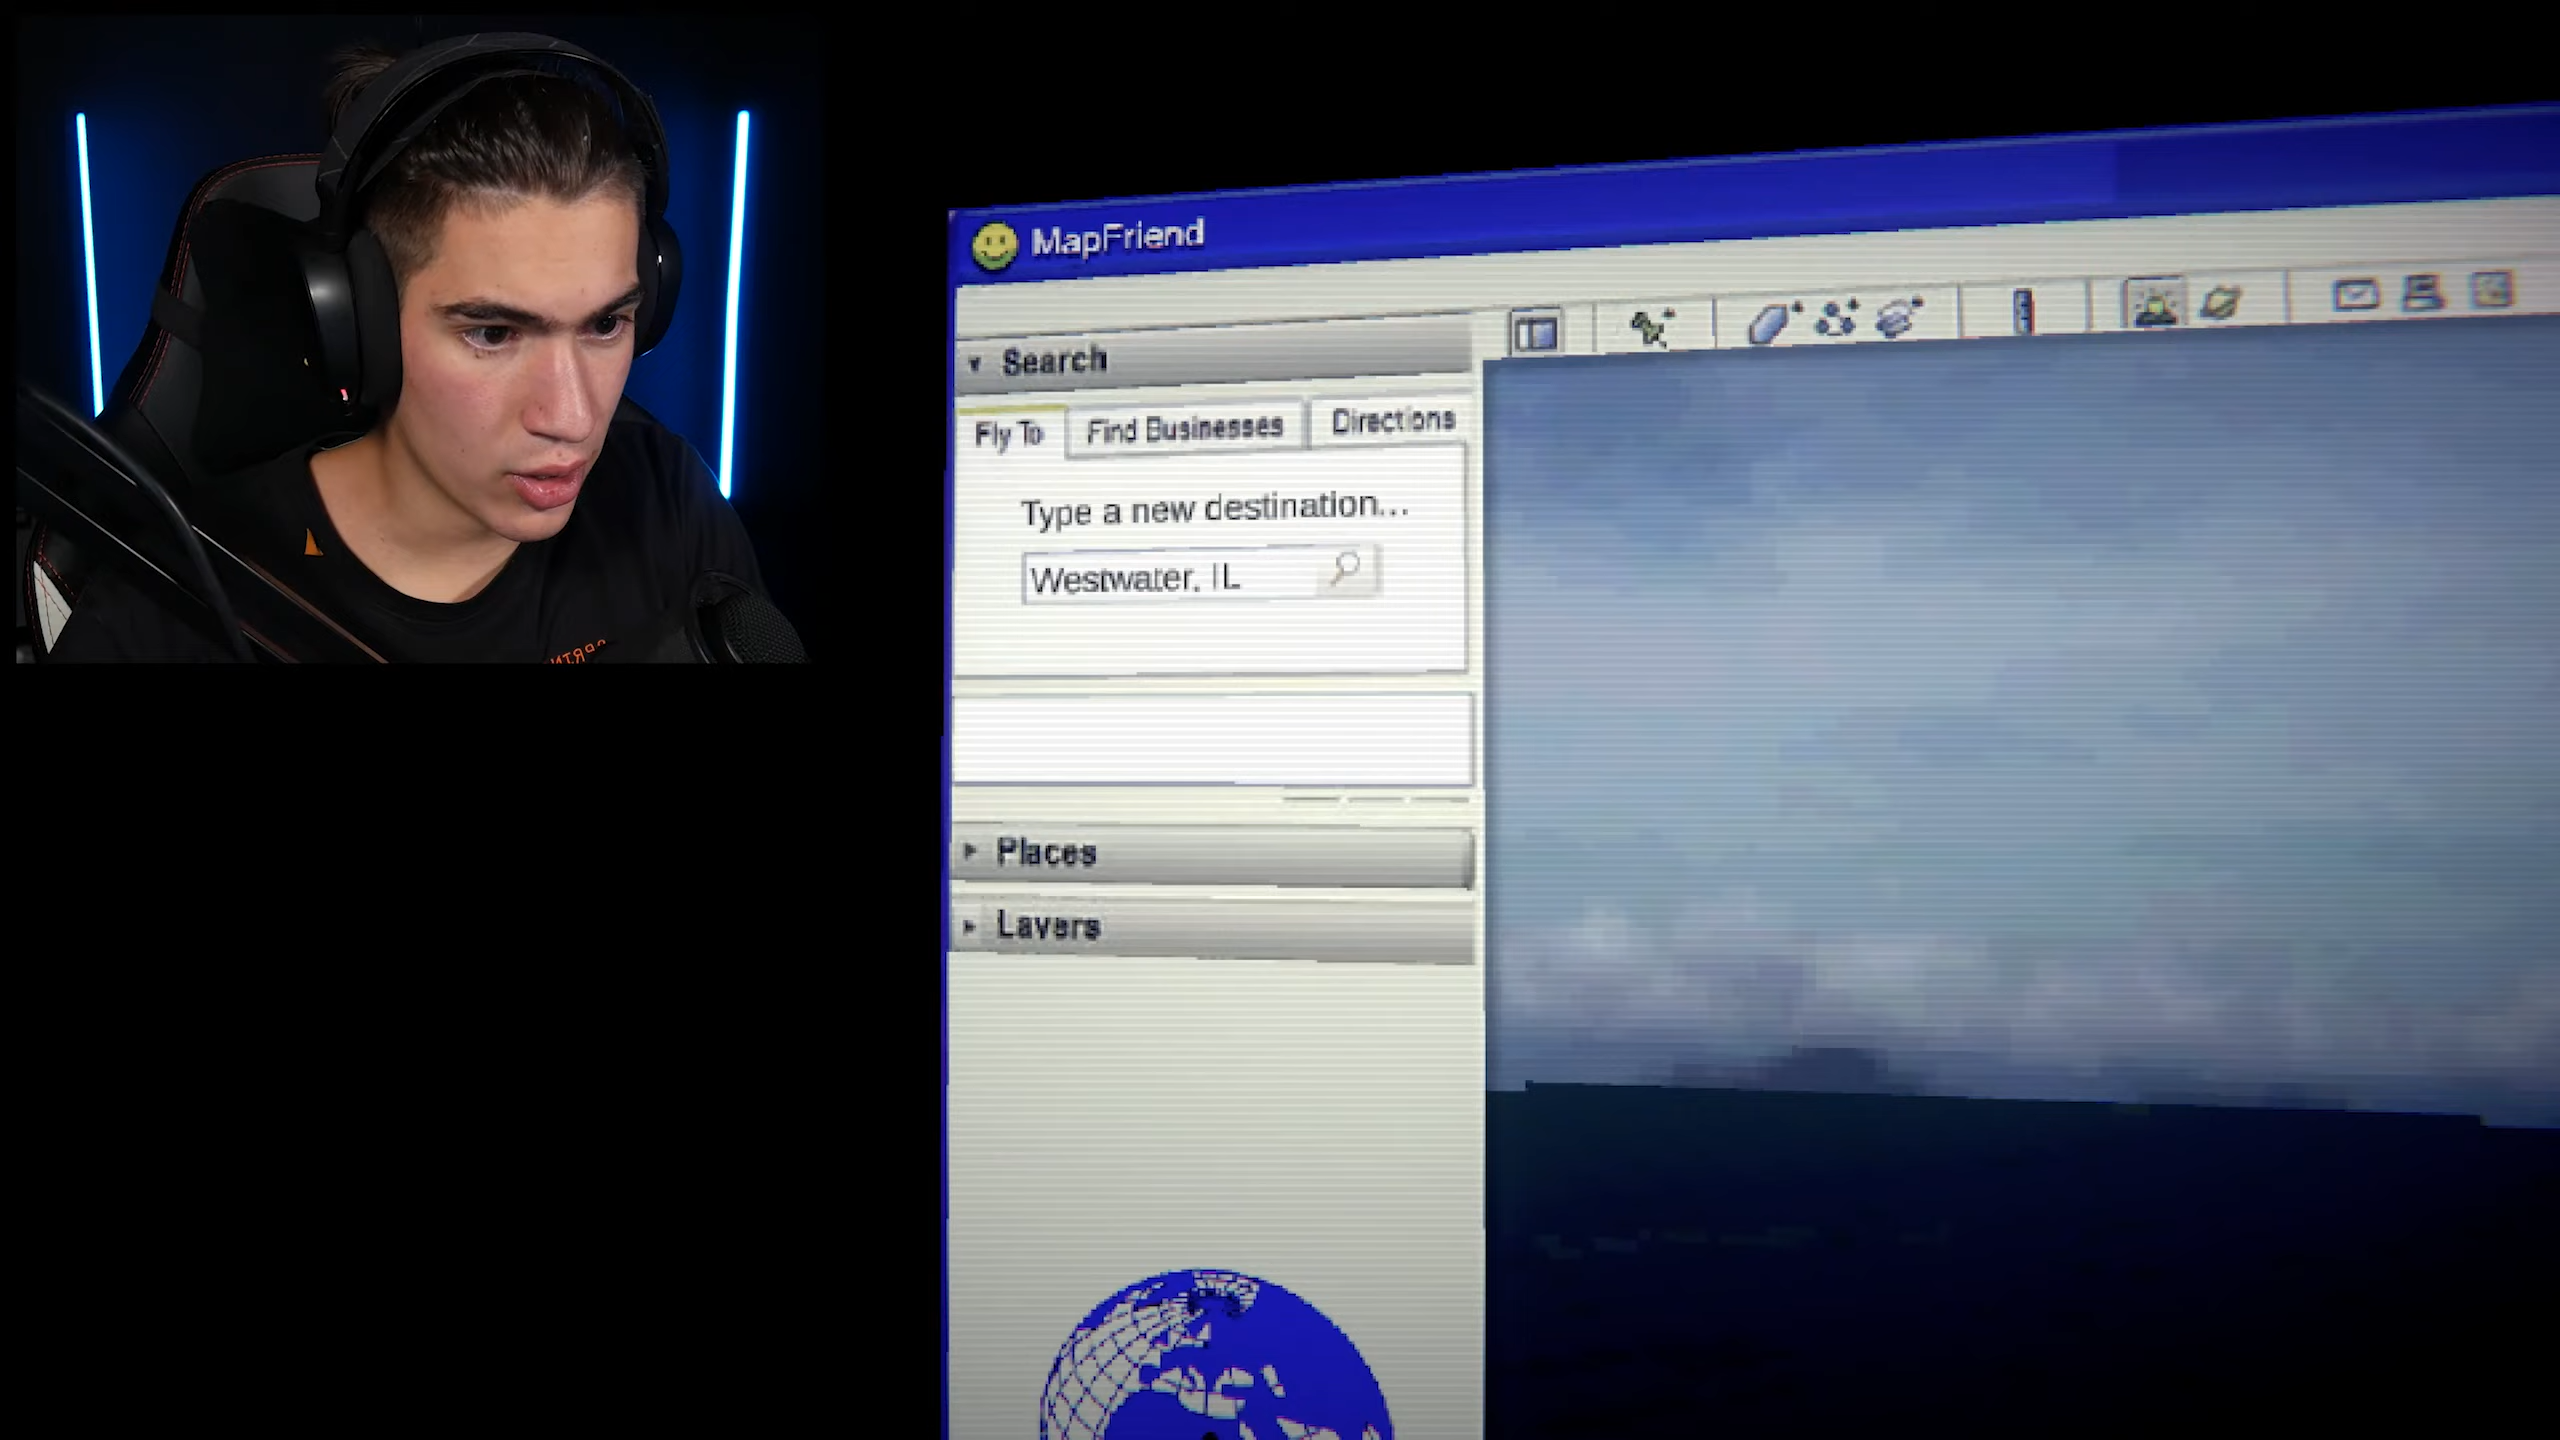 MapFriend
Search
Fly To
Find Businesses
Directions
Type a new destination...
Westwater, IL
Places
Layers